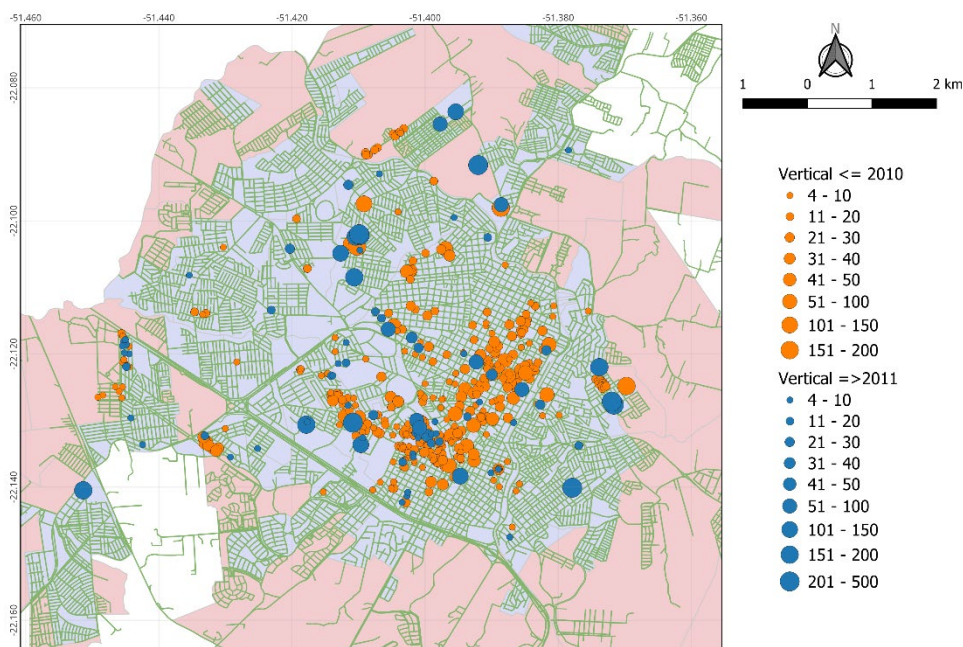 -51.460
-51.440
-51.420
-51.400
-51.380
-51.360
-22.080
-22.100
-22.120
-22.140
-22.160
N
1 0 1 2 km
Vertical <= 2010
4 - 10
11 - 20
21 - 30
31 - 40
41 - 50
51 - 100
101 - 150
151 - 200
Vertical =>2011
4 - 10
11 - 20
21 - 30
31 - 40
41 - 50
51 - 100
101 - 150
151 - 200
201 - 500